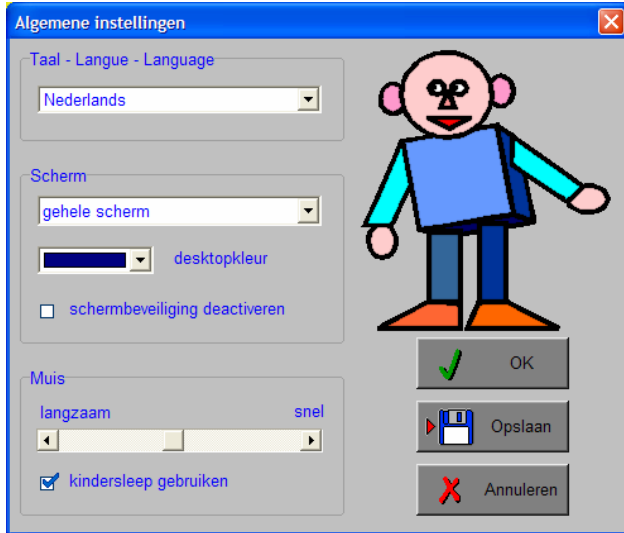 Algemene instellingen
Taal - Langue - Language
Nederlands
Scherm
gehele scherm
desktopkleur
schermbeveiliging deactiveren
Muis
langzaam snel
kindersleep gebruiken
OK
Opslaan
Annuleren